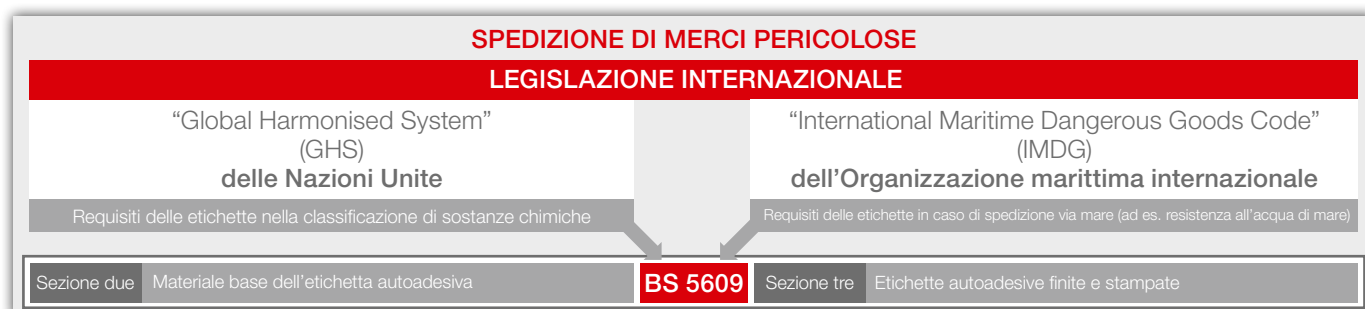 SPEDIZIONE DI MERCI PERICOLOSE
LEGISLAZIONE INTERNAZIONALE
“Global Harmonised System”
(GHS)
delle Nazioni Unite
Requisiti delle etichette nella classificazione di sostanze chimiche
“International Maritime Dangerous Goods Code”
(IMDG)
dell’Organizzazione marittima internazionale
Requisiti delle etichette in caso di spedizione via mare (ad es. resistenza all’acqua di mare)
Sezione due Materiale base dell’etichetta autoadesiva
BS 5609
Sezione tre Etichette autoadesive finite e stampate